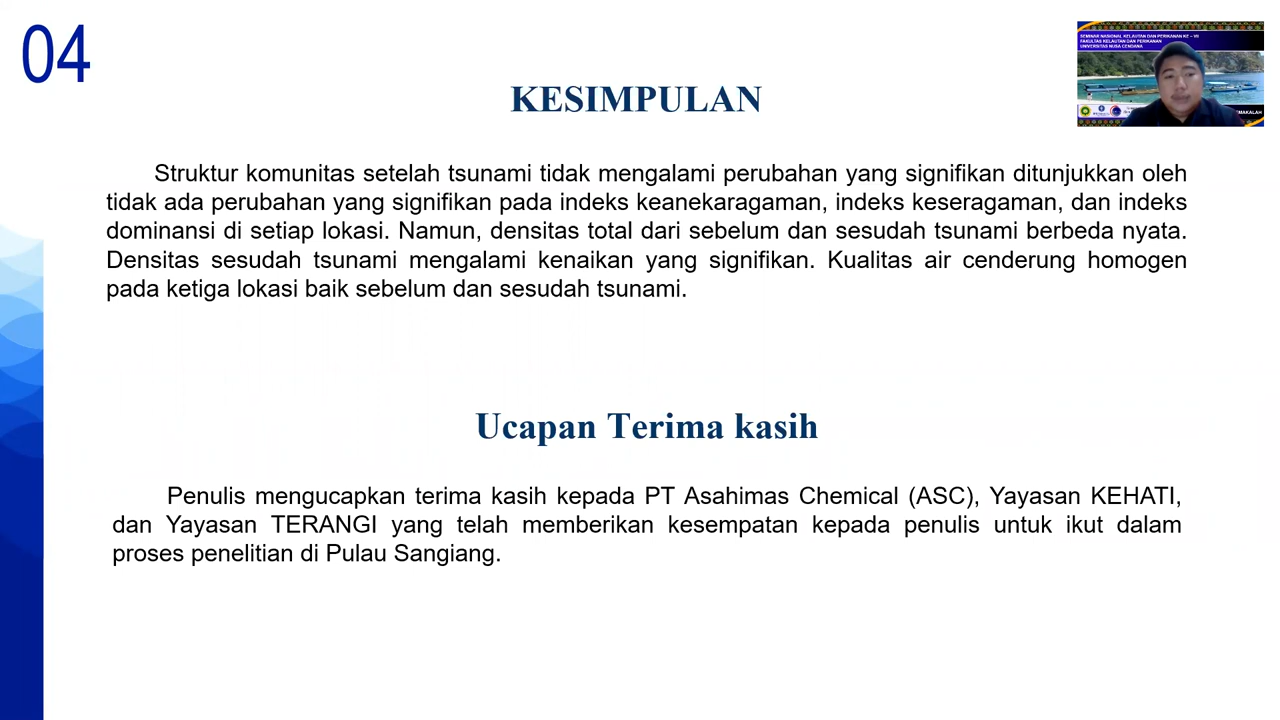 04
SEMINAR NASIONAL KELAUTAN DAN PERIKANAN KE – VII
FAKULTAS KELAUTAN DAN PERIKANAN
UNIVERSITAS NUSA CENDANA
KESIMPULAN
Struktur komunitas setelah tsunami tidak mengalami perubahan yang signifikan ditunjukkan oleh
tidak ada perubahan yang signifikan pada indeks keanekaragaman, indeks keseragaman, dan indeks
dominansi di setiap lokasi. Namun, densitas total dari sebelum dan sesudah tsunami berbeda nyata.
Densitas sesudah tsunami mengalami kenaikan yang signifikan. Kualitas air cenderung homogen
pada ketiga lokasi baik sebelum dan sesudah tsunami.
Ucapan Terima kasih
Penulis mengucapkan terima kasih kepada PT Asahimas Chemical (ASC), Yayasan KEHATI,
dan Yayasan TERANGI yang telah memberikan kesempatan kepada penulis untuk ikut dalam
proses penelitian di Pulau Sangiang.